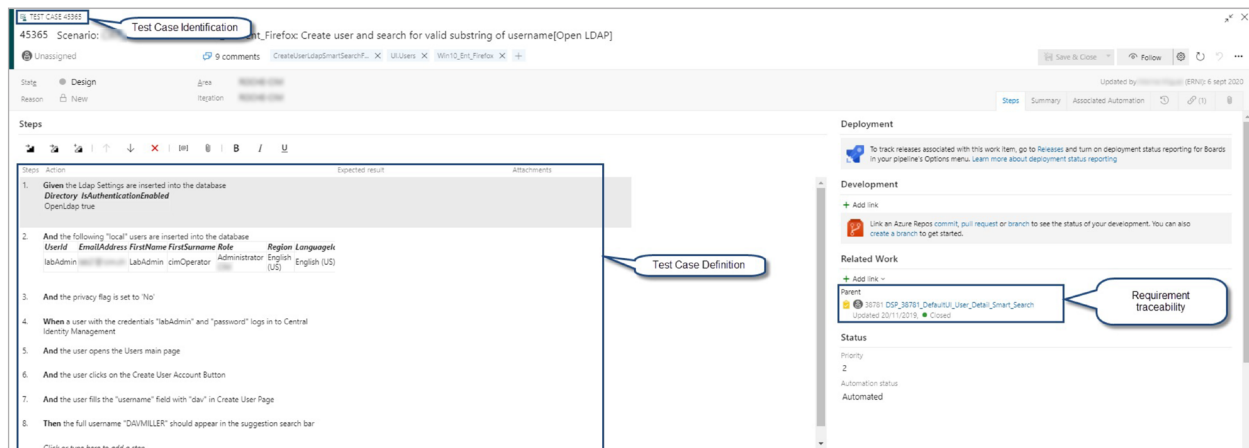 TEST CASE 45365
Test Case Identification
45365 Scenario: nt_Firefox: Create user and search for valid substring of username[Open LDAP]
Unassigned
9 comments
CreateUserLdapSmartSearchF... X
UI.Users X
Win10_Ent_Firefox X +
Save & Close
Follow
State Design
Area
Updated by (ERNI): 6 sept 2020
Reason New
Iteration
Steps Summary Associated Automation (1)
Steps
B I U
Steps Action Expected result Attachments
1. Given the Ldap Settings are inserted into the database
Directory IsAuthenticationEnabled
OpenLdap true
2. And the following "local" users are inserted into the database
UserId EmailAddress FirstName FirstSurname Role Region LanguageIc
labAdmin LabAdmin cimOperator Administrator English (US) English (US)
3. And the privacy flag is set to 'No'
4. When a user with the credentials "labAdmin" and "password" logs in to Central
Identity Management
5. And the user opens the Users main page
6. And the user clicks on the Create User Account Button
7. And the user fills the "username" field with "dav" in Create User Page
8. Then the full username "DAVMILLER" should appear in the suggestion search bar
Click or type here to add a step
Test Case Definition
Deployment
To track releases associated with this work item, go to Releases and turn on deployment status reporting for Boards
in your pipeline's Options menu. Learn more about deployment status reporting
Development
+ Add link
Link an Azure Repos commit, pull request or branch to see the status of your development. You can also
create a branch to get started.
Related Work
+ Add link
Parent
38781 DSP_38781_DefaultUI_User_Detail_Smart_Search
Updated 20/11/2019, Closed
Requirement
traceability
Status
Priority
2
Automation status
Automated